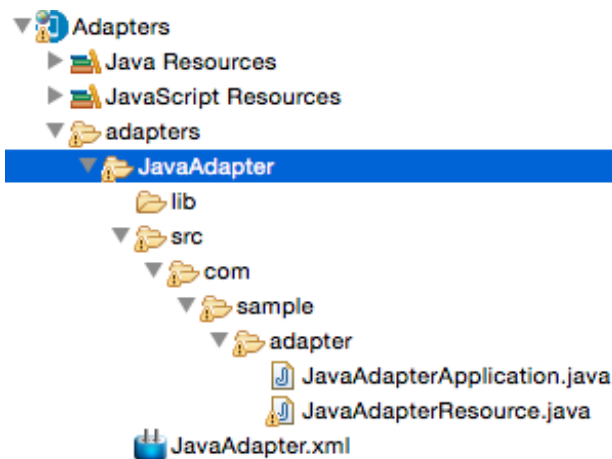 Adapters
Java Resources
JavaScript Resources
adapters
JavaAdapter
lib
src
com
sample
adapter
JavaAdapterApplication.java
JavaAdapterResource.java
JavaAdapter.xml